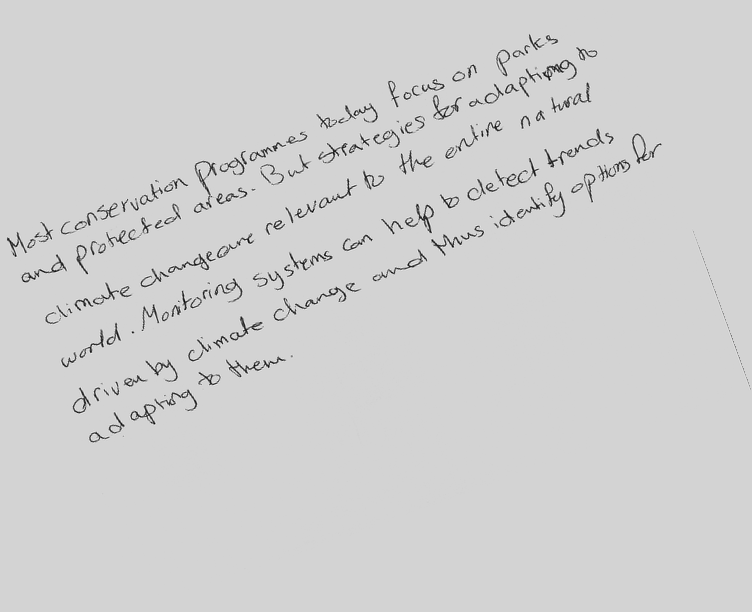 Most conservation programmes today focus on parks
and protected areas. But strategies for adapting to
climate change are relevant to the entire natural
world. Monitoring systems can help to detect trends
driven by climate change and thus identify options for
adapting to them.